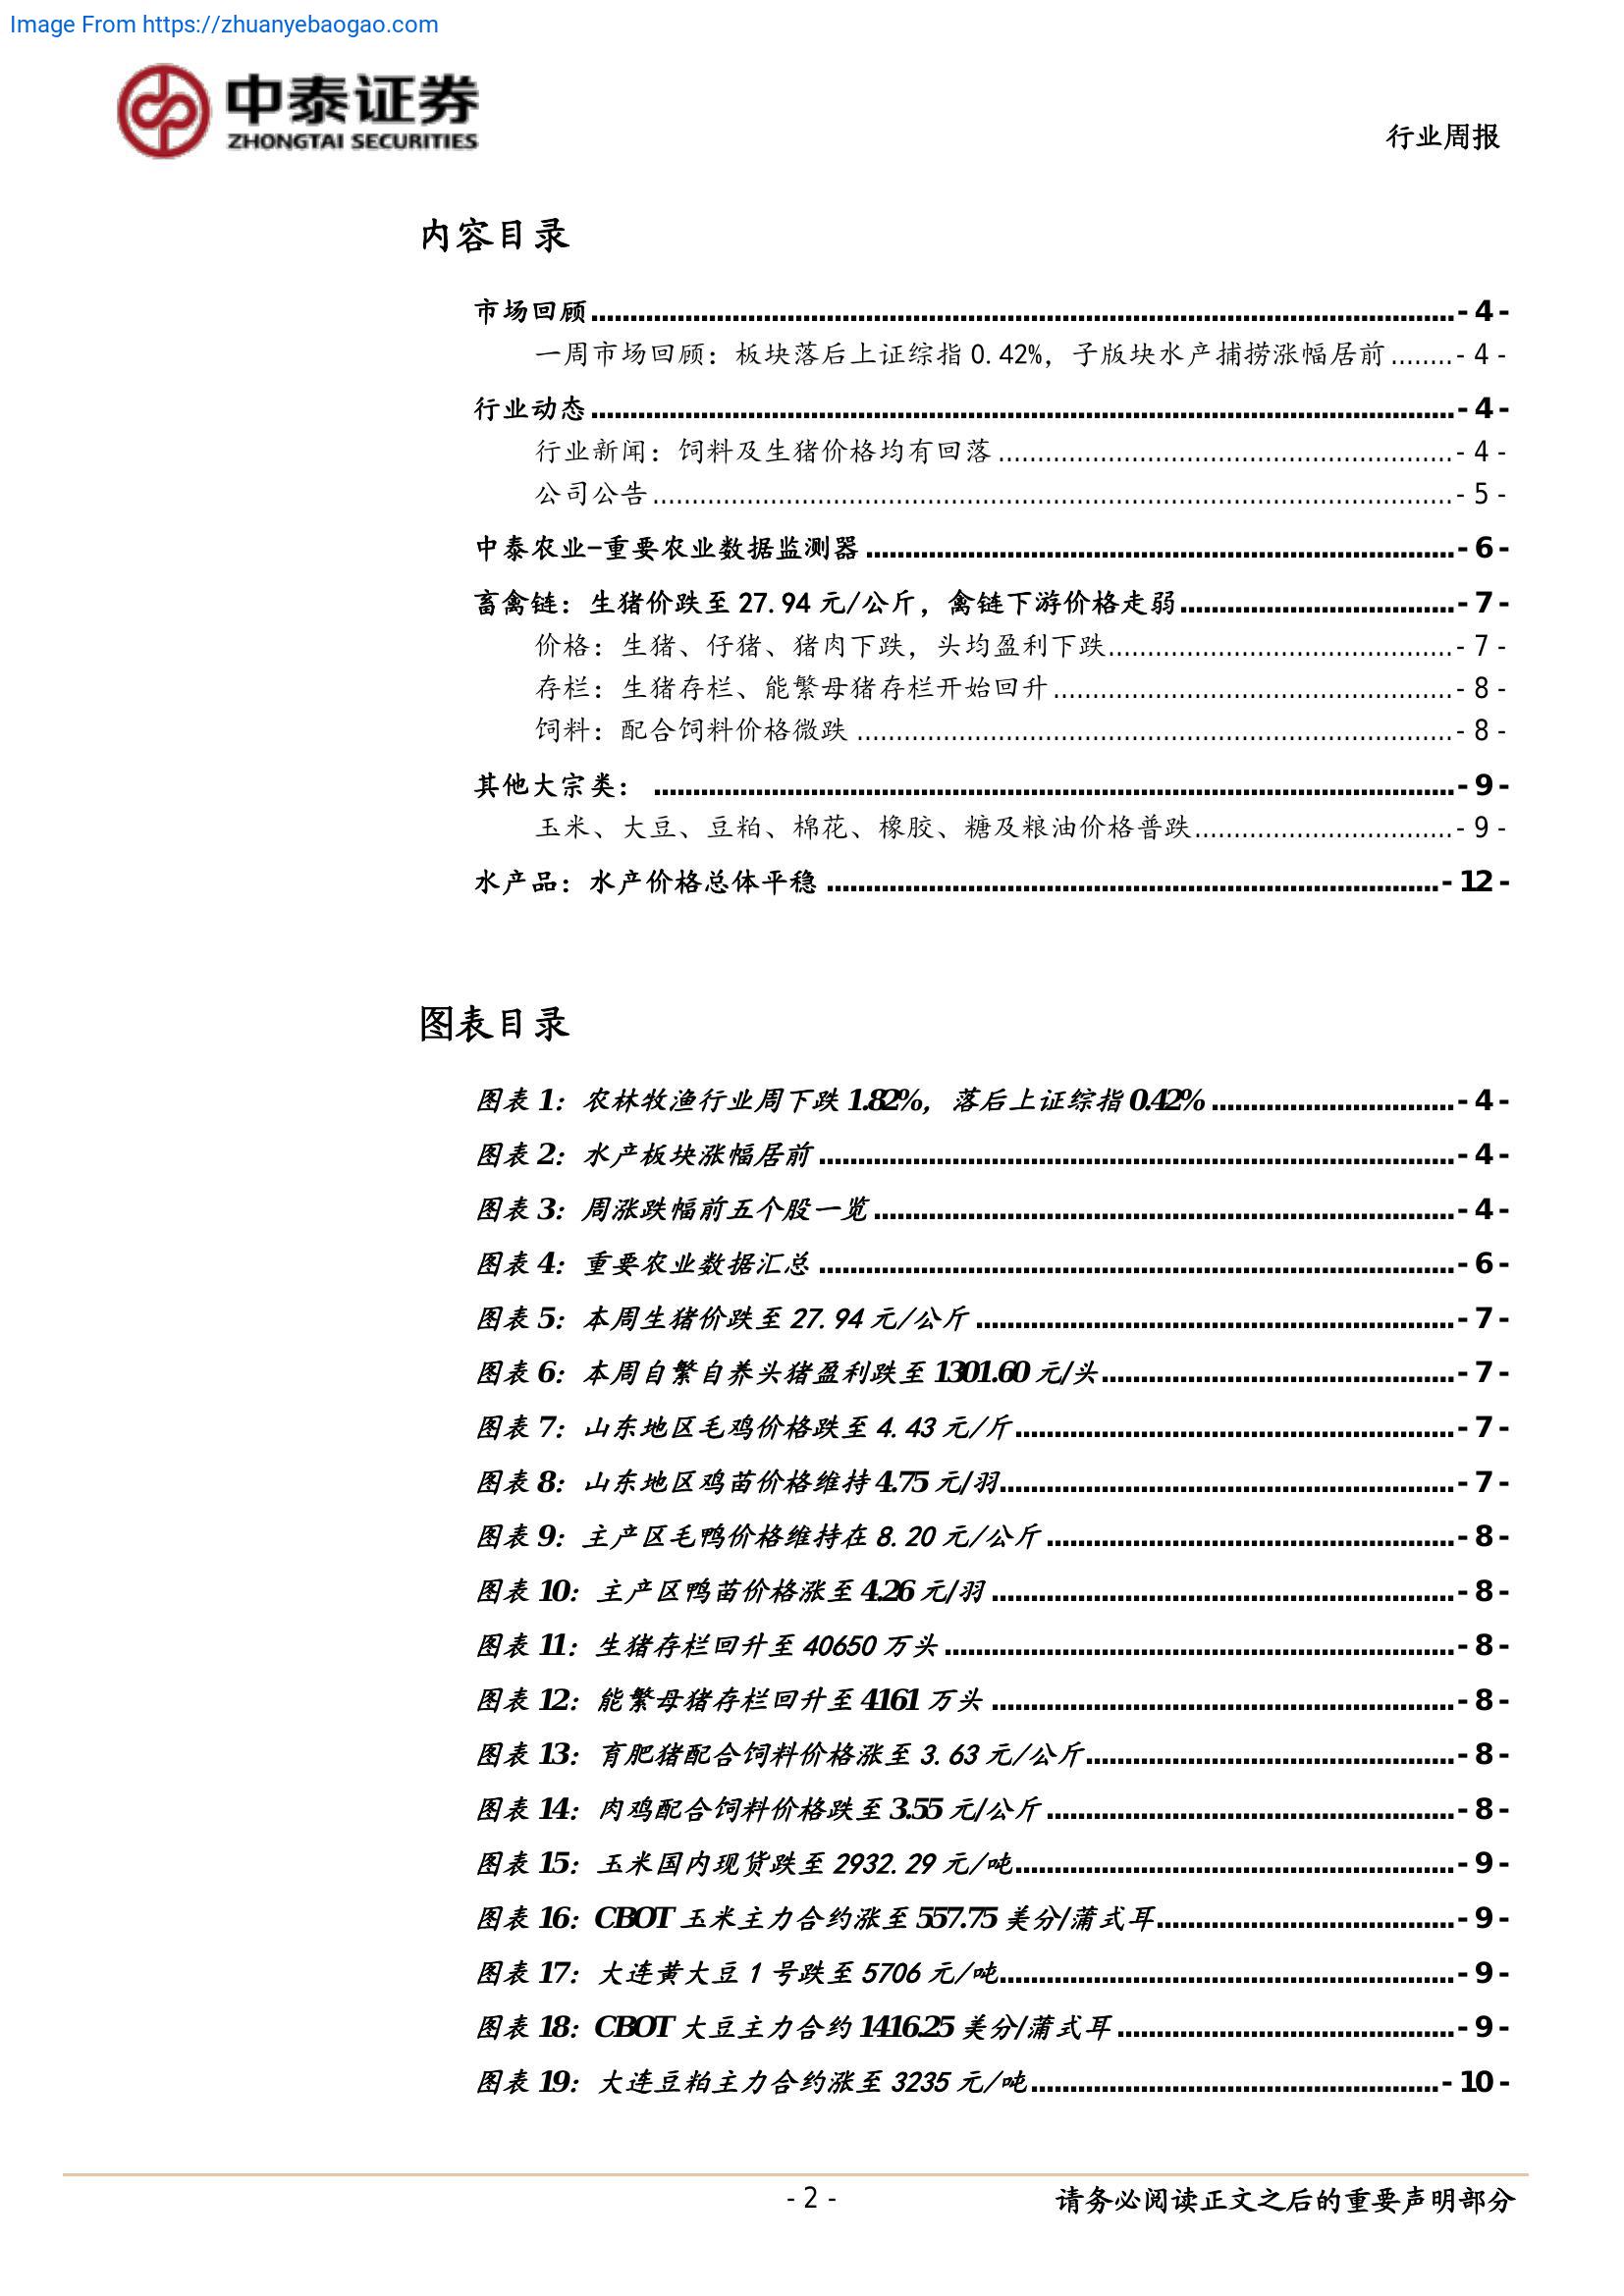 Image From https://zhuanyebaogao.com
中泰证券
ZHONGTAI SECURITIES
行业周报
内容目录
市场回顾 - 4 -
一周市场回顾：板块落后上证综指 0.42%，子版块水产捕捞涨幅居前 - 4 -
行业动态 - 4 -
行业新闻：饲料及生猪价格均有回落 - 4 -
公司公告 - 5 -
中泰农业-重要农业数据监测器 - 6 -
畜禽链：生猪价跌至 27.94 元/公斤，禽链下游价格走弱 - 7 -
价格：生猪、仔猪、猪肉下跌，头均盈利下跌 - 7 -
存栏：生猪存栏、能繁母猪存栏开始回升 - 8 -
饲料：配合饲料价格微跌 - 8 -
其他大宗类： - 9 -
玉米、大豆、豆粕、棉花、橡胶、糖及粮油价格普跌 - 9 -
水产品：水产价格总体平稳 - 12 -
图表目录
图表 1：农林牧渔行业周下跌 1.82%，落后上证综指 0.42% - 4 -
图表 2：水产板块涨幅居前 - 4 -
图表 3：周涨跌幅前五个股一览 - 4 -
图表 4：重要农业数据汇总 - 6 -
图表 5：本周生猪价跌至 27.94 元/公斤 - 7 -
图表 6：本周自繁自养头猪盈利跌至 1301.60 元/头 - 7 -
图表 7：山东地区毛鸡价格跌至 4.43 元/斤 - 7 -
图表 8：山东地区鸡苗价格维持 4.75 元/羽 - 7 -
图表 9：主产区毛鸭价格维持在 8.20 元/公斤 - 8 -
图表 10：主产区鸭苗价格涨至 4.26 元/羽 - 8 -
图表 11：生猪存栏回升至 40650 万头 - 8 -
图表 12：能繁母猪存栏回升至 4161 万头 - 8 -
图表 13：育肥猪配合饲料价格涨至 3.63 元/公斤 - 8 -
图表 14：肉鸡配合饲料价格跌至 3.55 元/公斤 - 8 -
图表 15：玉米国内现货跌至 2932.29 元/吨 - 9 -
图表 16：CBOT 玉米主力合约涨至 557.75 美分/蒲式耳 - 9 -
图表 17：大连黄大豆 1 号跌至 5706 元/吨 - 9 -
图表 18：CBOT 大豆主力合约 1416.25 美分/蒲式耳 - 9 -
图表 19：大连豆粕主力合约涨至 3235 元/吨 - 10 -
- 2 -
请务必阅读正文之后的重要声明部分